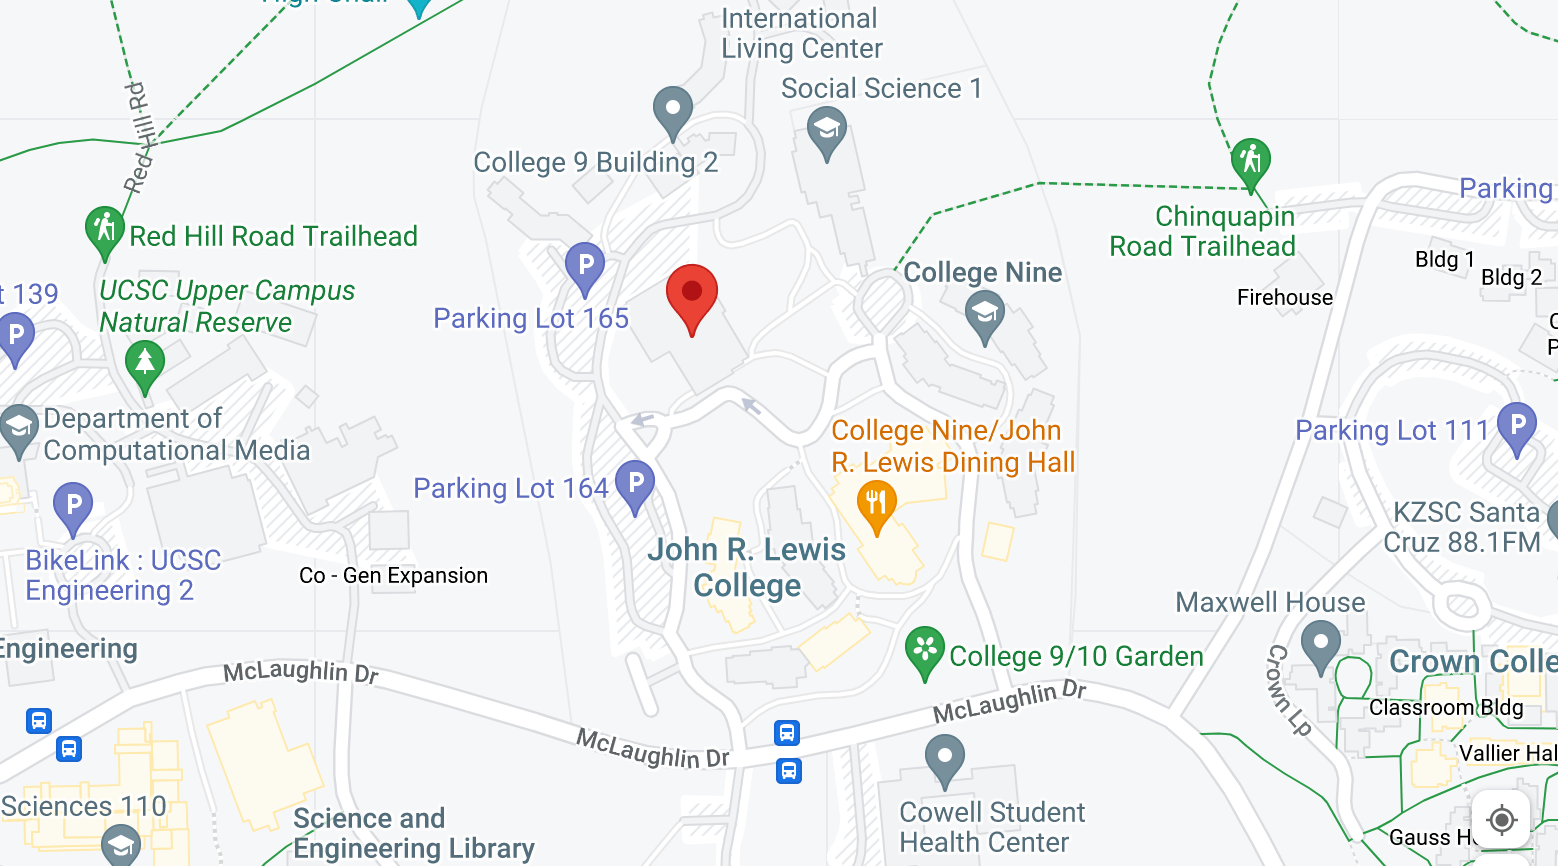 High Chair
International
Living Center
Social Science 1
Red Hill Rd
College 9 Building 2
Parking
Chinquapin
Road Trailhead
Red Hill Road Trailhead
Bldg 1
Bldg 2
College Nine
Firehouse
t 139
UCSC Upper Campus
Natural Reserve
Parking Lot 165
C
P
Department of
Computational Media
College Nine/John
R. Lewis Dining Hall
Parking Lot 111
Parking Lot 164
KZSC Santa
Cruz 88.1FM
BikeLink : UCSC
Engineering 2
Co - Gen Expansion
John R. Lewis
College
Maxwell House
Engineering
College 9/10 Garden
Crown Colle
McLaughlin Dr
McLaughlin Dr
McLaughlin Dr
Crown Lp
Classroom Bldg
Vallier Hal
Sciences 110
Science and
Engineering Library
Cowell Student
Health Center
Gauss H